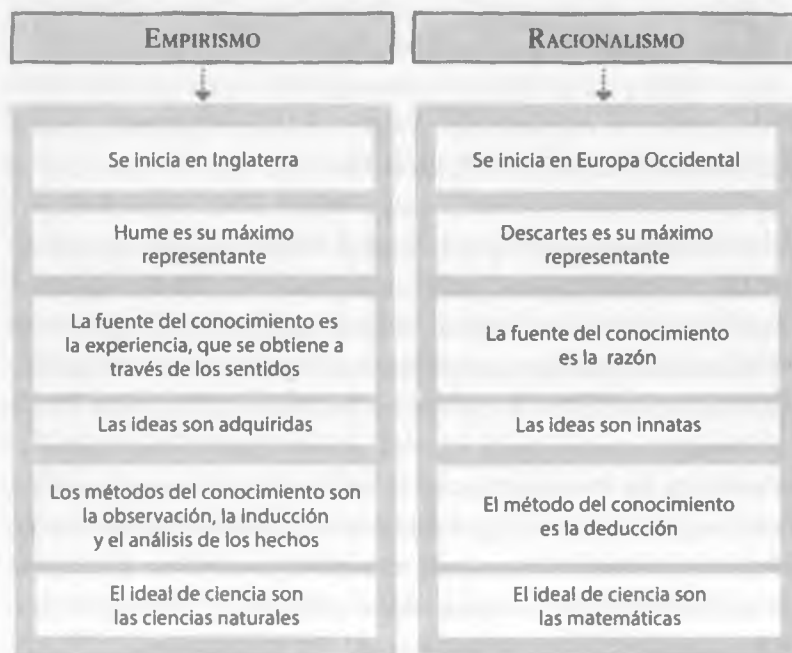 EMPIRISMO
Se inicia en Inglaterra
Hume es su máximo
representante
La fuente del conocimiento es
la experiencia, que se obtiene a
través de los sentidos
Las ideas son adquiridas
Los métodos del conocimiento son
la observación, la inducción
y el análisis de los hechos
El ideal de ciencia son
las ciencias naturales
RACIONALISMO
Se inicia en Europa Occidental
Descartes es su máximo
representante
La fuente del conocimiento
es la razón
Las ideas son innatas
El método del conocimiento
es la deducción
El ideal de ciencia son
las matemáticas